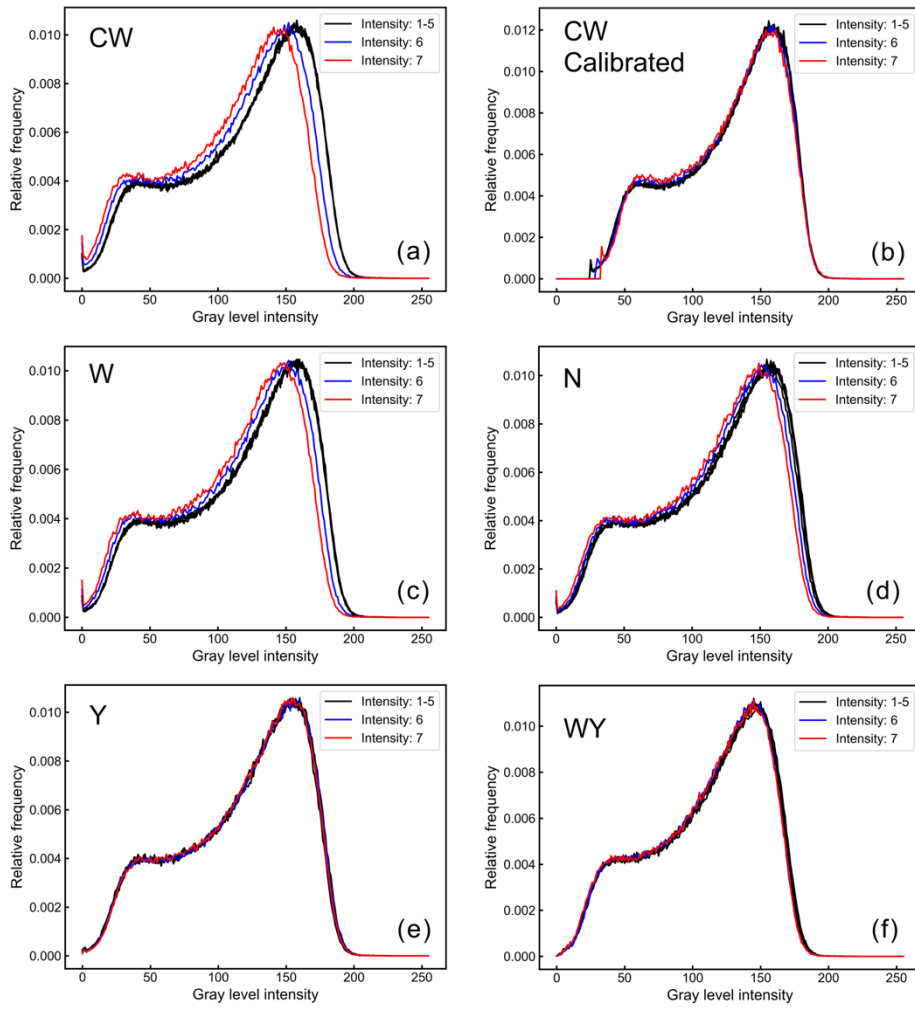 CW
Intensity: 1-5
Intensity: 6
Intensity: 7
Relative frequency
0.010
0.008
0.006
0.004
0.002
0.000
(a)
0 50 100 150 200 250
Gray level intensity
CW
Calibrated
Intensity: 1-5
Intensity: 6
Intensity: 7
Relative frequency
0.012
0.010
0.008
0.006
0.004
0.002
0.000
(b)
0 50 100 150 200 250
Gray level intensity
W
Intensity: 1-5
Intensity: 6
Intensity: 7
Relative frequency
0.010
0.008
0.006
0.004
0.002
0.000
(c)
0 50 100 150 200 250
Gray level intensity
N
Intensity: 1-5
Intensity: 6
Intensity: 7
Relative frequency
0.010
0.008
0.006
0.004
0.002
0.000
(d)
0 50 100 150 200 250
Gray level intensity
Y
Intensity: 1-5
Intensity: 6
Intensity: 7
Relative frequency
0.010
0.008
0.006
0.004
0.002
0.000
(e)
0 50 100 150 200 250
Gray level intensity
WY
Intensity: 1-5
Intensity: 6
Intensity: 7
Relative frequency
0.010
0.008
0.006
0.004
0.002
0.000
(f)
0 50 100 150 200 250
Gray level intensity